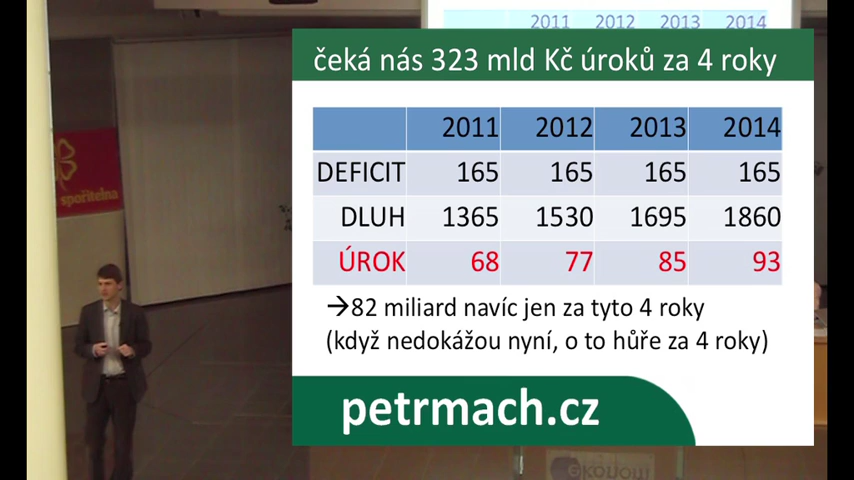 2011 2012 2013 2014
čeká nás 323 mld Kč úroků za 4 roky
2011 2012 2013 2014
DEFICIT 165 165 165 165
DLUH 1365 1530 1695 1860
ÚROK 68 77 85 93
→82 miliard navíc jen za tyto 4 roky
(když nedokážou nyní, o to hůře za 4 roky)
petrmach.cz
spořitelna